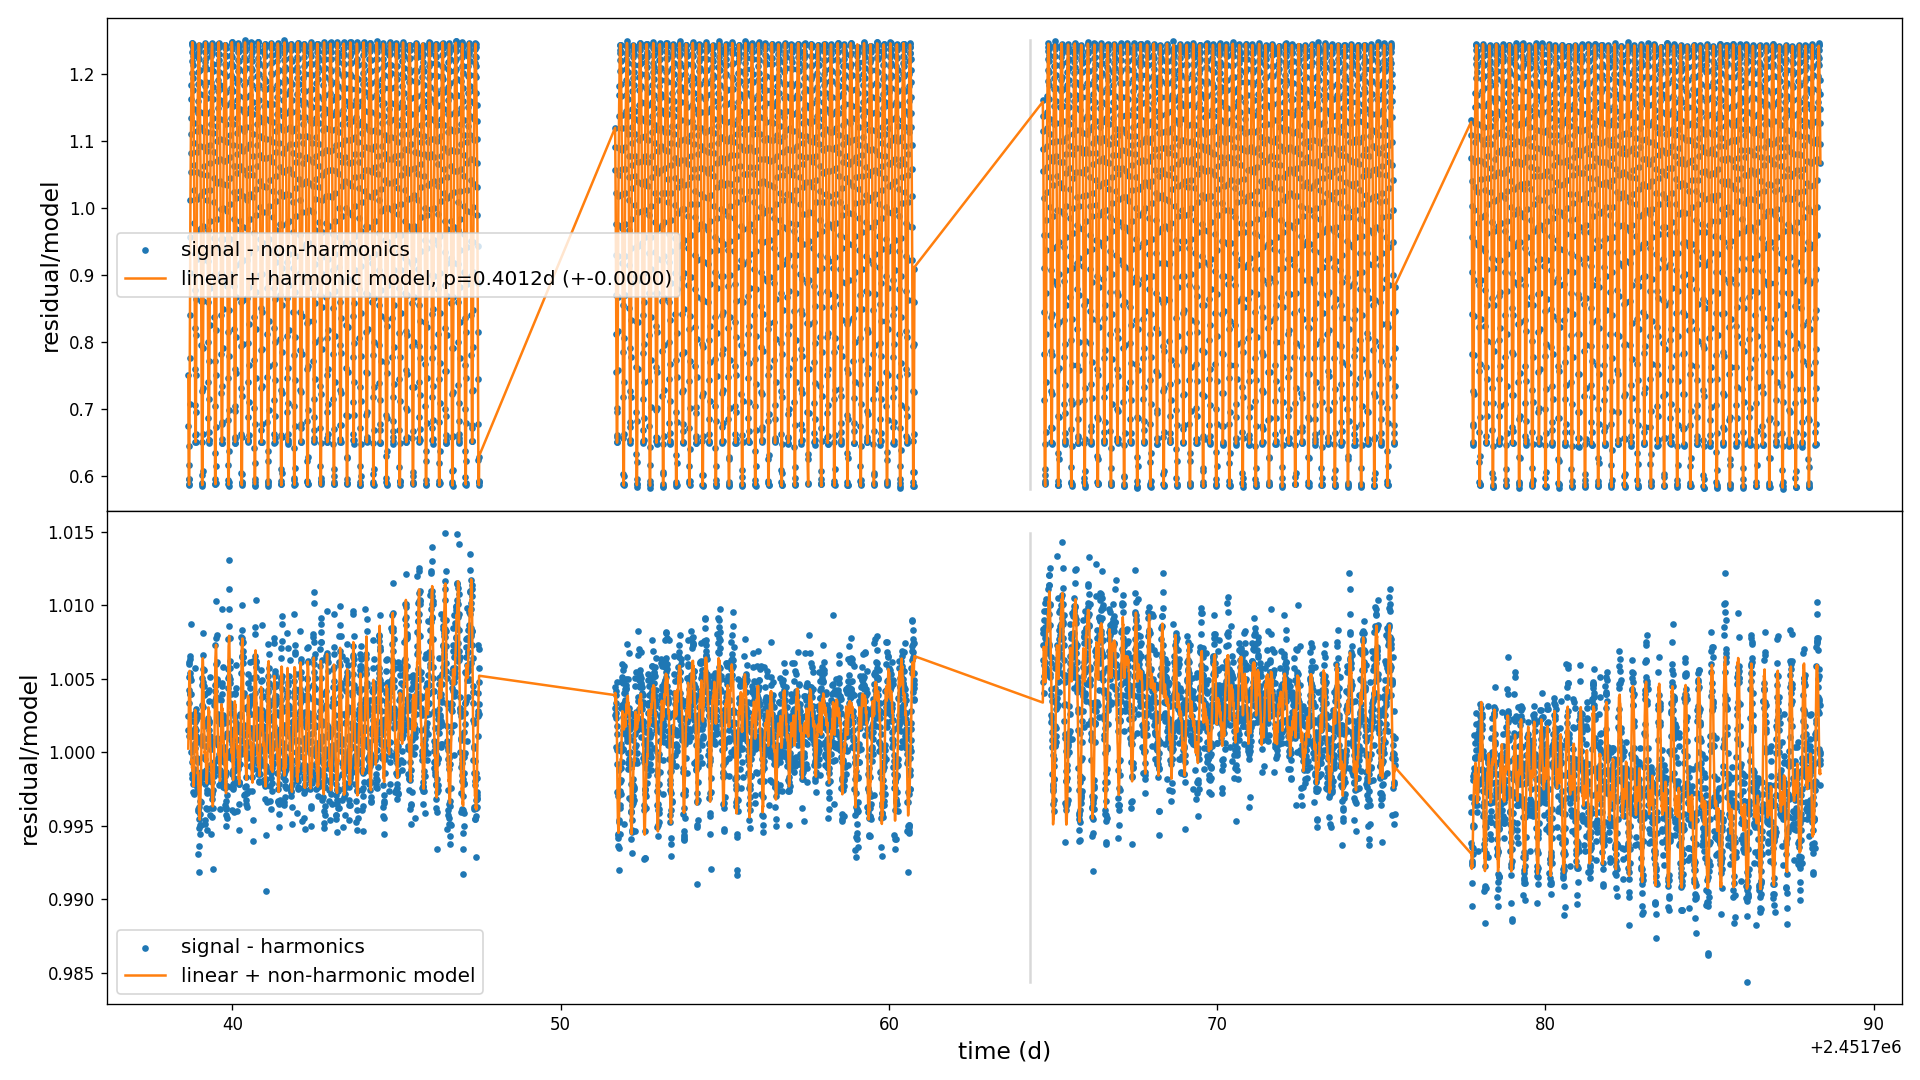 1.2
1.1
1.0
0.9
0.8
0.7
0.6
residual/model
signal - non-harmonics
linear + harmonic model, p=0.4012d (+-0.0000)
1.015
1.010
1.005
1.000
0.995
0.990
0.985
residual/model
signal - harmonics
linear + non-harmonic model
40
50
60
70
80
90
time (d)
+2.4517e6